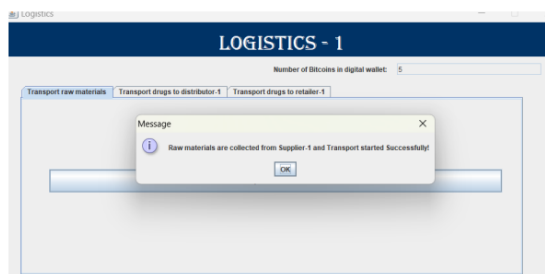 Logistics
LOGISTICS - 1
Number of Bitcoins in digital wallet: 5
Transport raw materials Transport drugs to distributor-1 Transport drugs to retailer-1
Message
Raw materials are collected from Supplier-1 and Transport started Successfully!
OK